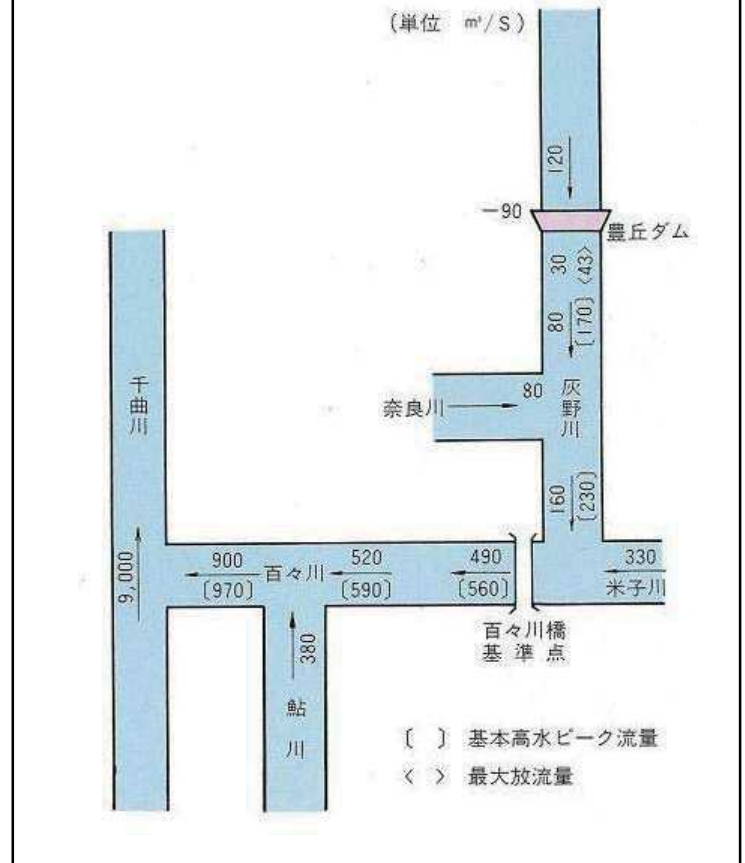 (単位 ㎥/S)
120
－90
豊丘ダム
30
〈43〉
80
〔170〕
千曲川
奈良川
80
灰野川
160
〔230〕
9,000
900
〔970〕
百々川
520
〔590〕
490
〔560〕
330
米子川
百々川橋
基準点
380
鮎川
〔 〕 基本高水ピーク流量
〈 〉 最大放流量